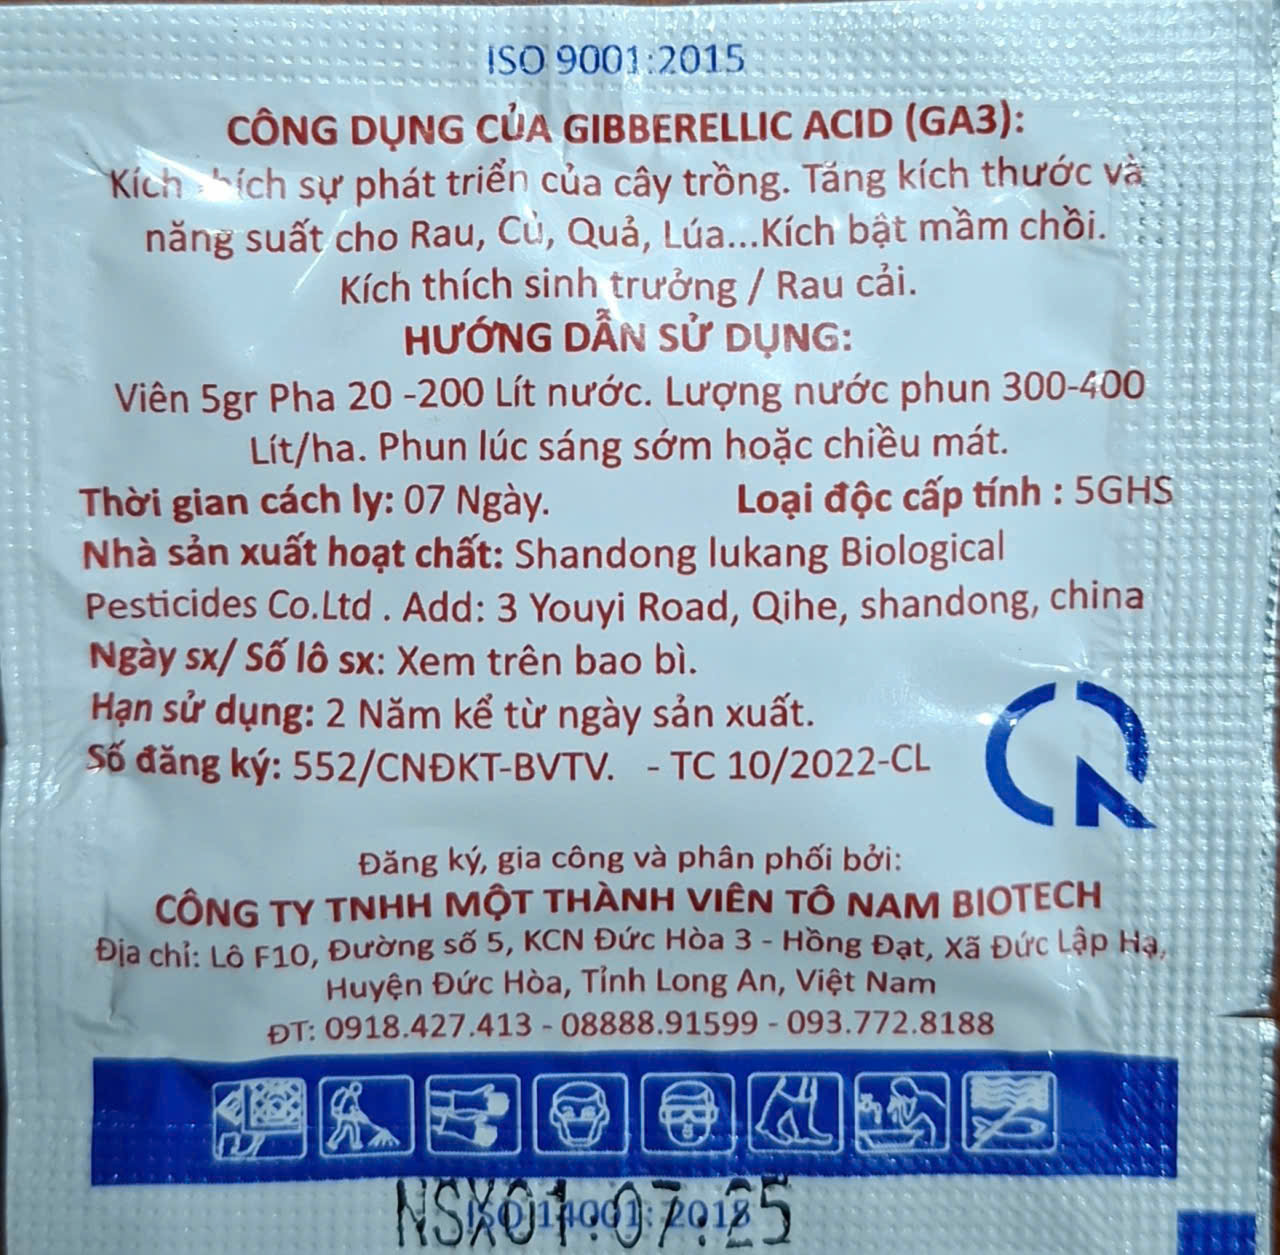 ISO 9001:2015
CÔNG DỤNG CỦA GIBBERELLIC ACID (GA3):
Kích thích sự phát triển của cây trồng. Tăng kích thước và
năng suất cho Rau, Củ, Quả, Lúa...Kích bật mầm chồi.
Kích thích sinh trưởng / Rau cải.
HƯỚNG DẪN SỬ DỤNG:
Viên 5gr Pha 20 -200 Lít nước. Lượng nước phun 300-400
Lít/ha. Phun lúc sáng sớm hoặc chiều mát.
Thời gian cách ly: 07 Ngày. Loại độc cấp tính : 5GHS
Nhà sản xuất hoạt chất: Shandong lukang Biological
Pesticides Co.Ltd . Add: 3 Youyi Road, Qihe, shandong, china
Ngày sx/ Số lô sx: Xem trên bao bì.
Hạn sử dụng: 2 Năm kể từ ngày sản xuất.
Số đăng ký: 552/CNĐKT-BVTV. - TC 10/2022-CL
Đăng ký, gia công và phân phối bởi:
CÔNG TY TNHH MỘT THÀNH VIÊN TÔ NAM BIOTECH
Địa chỉ: Lô F10, Đường số 5, KCN Đức Hòa 3 - Hồng Đạt, Xã Đức Lập Hạ,
Huyện Đức Hòa, Tỉnh Long An, Việt Nam
ĐT: 0918.427.413 - 08888.91599 - 093.772.8188
NSX01.07.25
ISO 14001: 2018